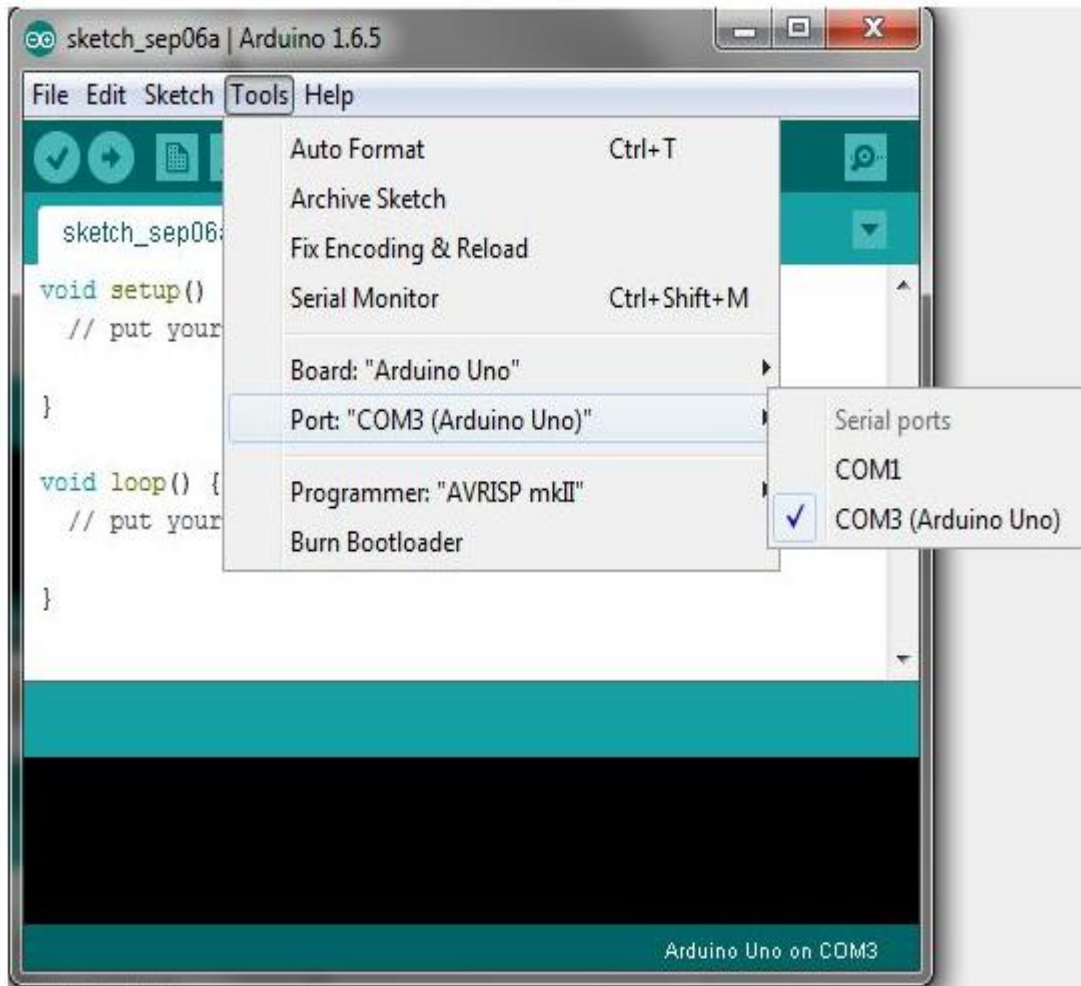 sketch_sep06a | Arduino 1.6.5
File Edit Sketch Tools Help
Auto Format Ctrl+T
Archive Sketch
Fix Encoding & Reload
Serial Monitor Ctrl+Shift+M
Board: "Arduino Uno"
Port: "COM3 (Arduino Uno)"
Programmer: "AVRISP mkII"
Burn Bootloader
Serial ports
COM1
COM3 (Arduino Uno)
sketch_sep06a
void setup()
// put your
}
void loop() {
// put your
}
Arduino Uno on COM3